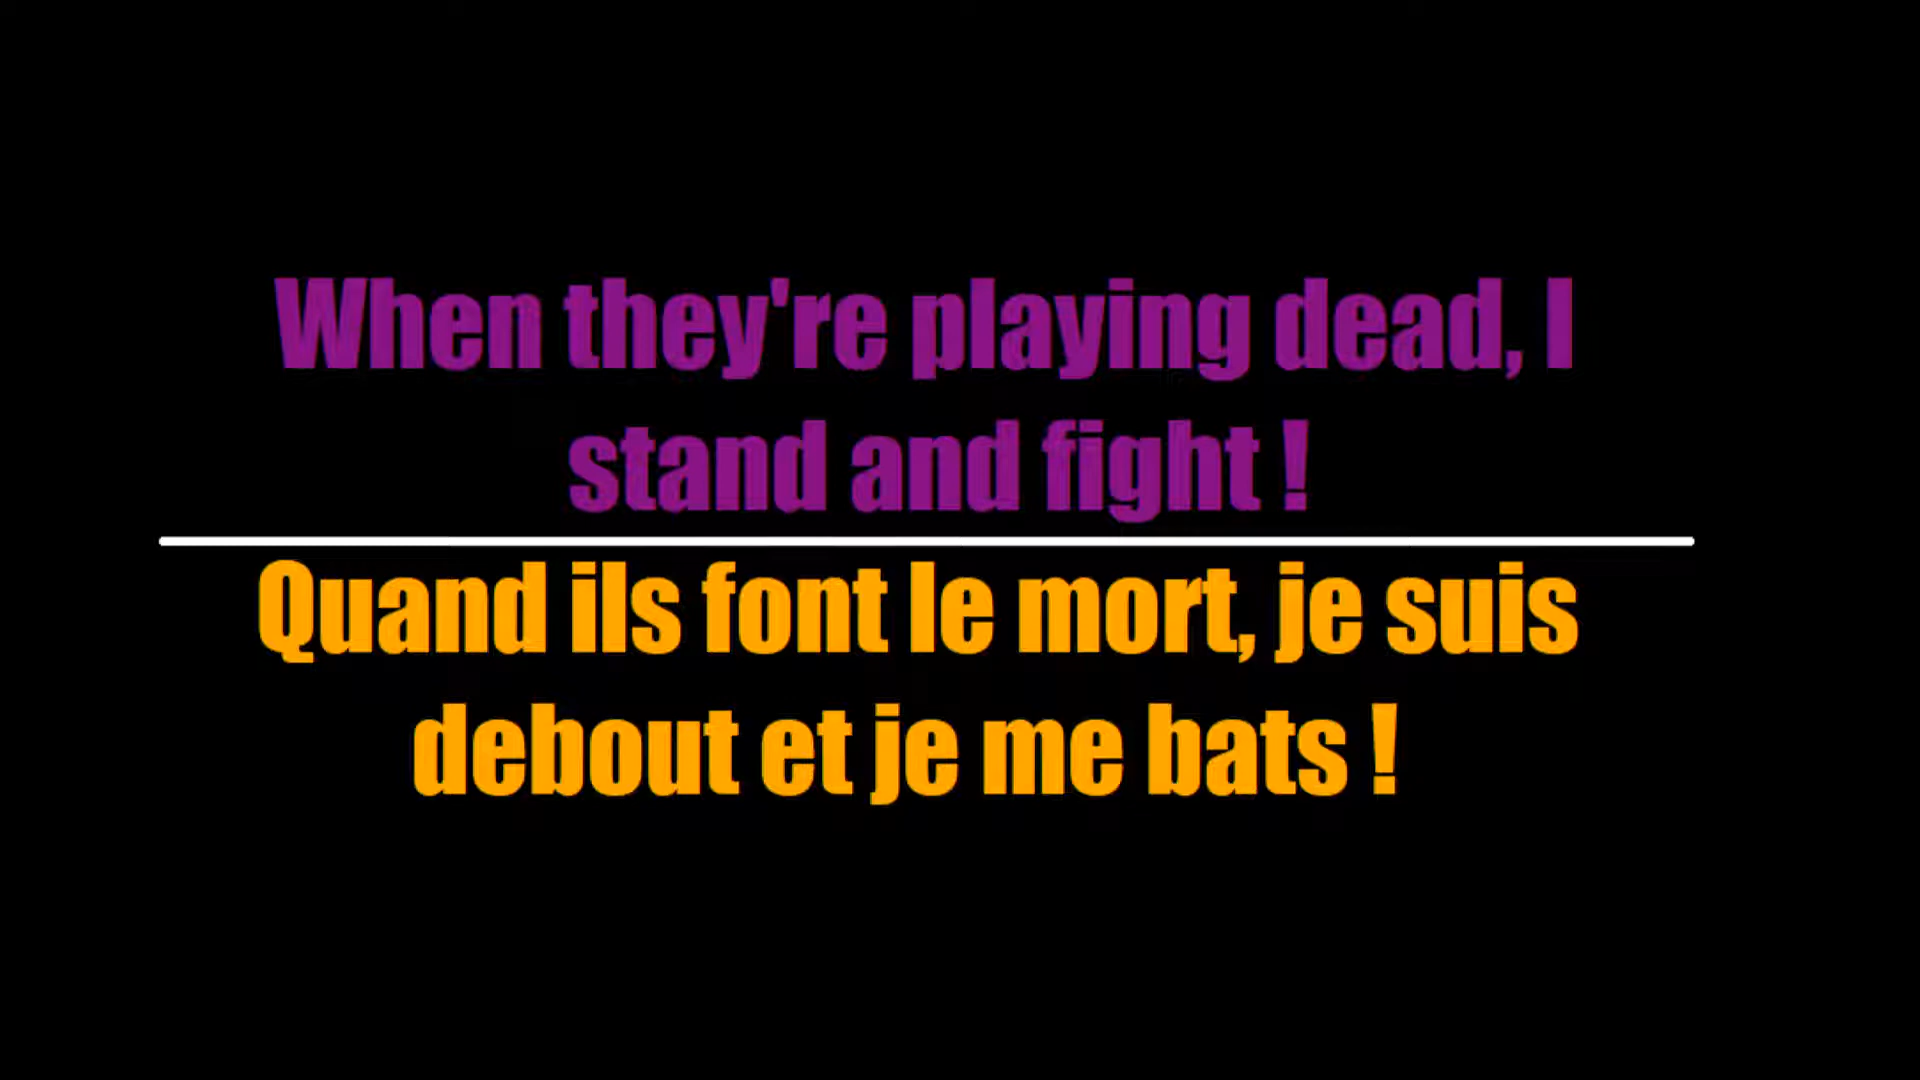 When they're playing dead, I
stand and fight !
Quand ils font le mort, je suis
debout et je me bats !